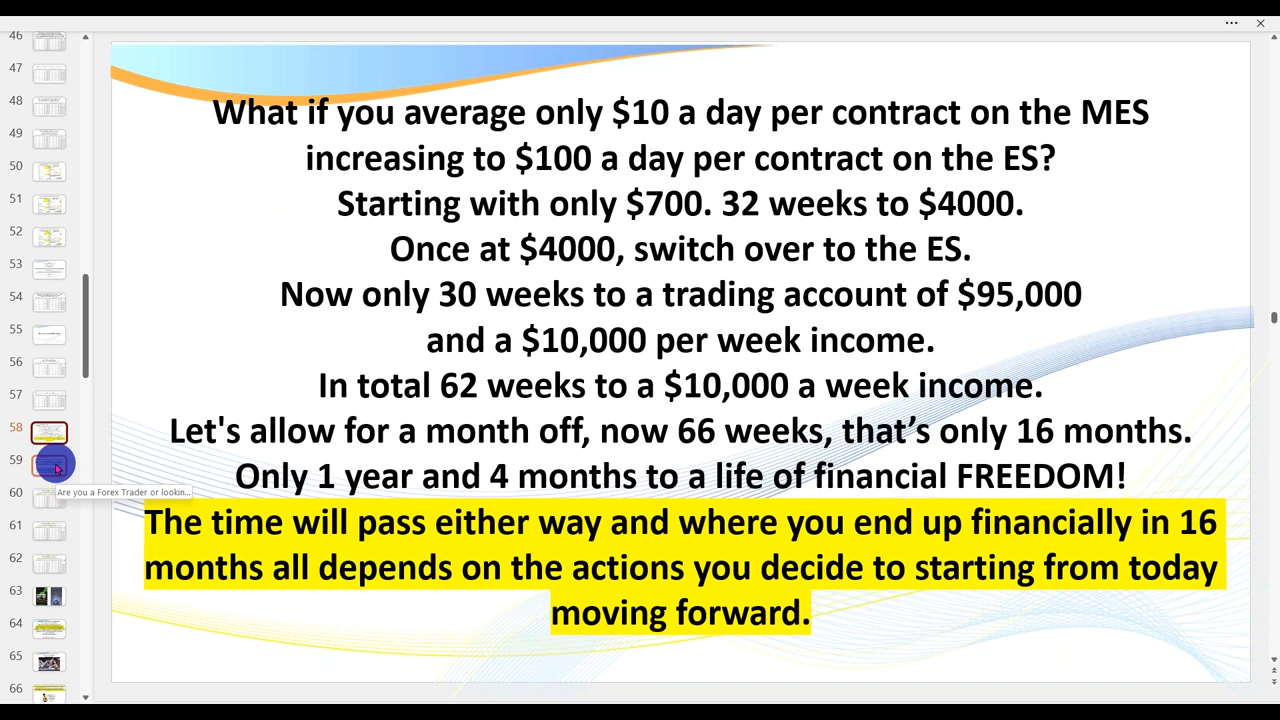 What if you average only $10 a day per contract on the MES
increasing to $100 a day per contract on the ES?
Starting with only $700. 32 weeks to $4000.
Once at $4000, switch over to the ES.
Now only 30 weeks to a trading account of $95,000
and a $10,000 per week income.
In total 62 weeks to a $10,000 a week income.
Let's allow for a month off, now 66 weeks, that’s only 16 months.
Only 1 year and 4 months to a life of financial FREEDOM!
The time will pass either way and where you end up financially in 16
months all depends on the actions you decide to starting from today
moving forward.
46
47
48
49
50
51
52
53
54
55
56
57
58
59
Are you a Forex Trader or lookin...
60
61
62
63
64
65
66